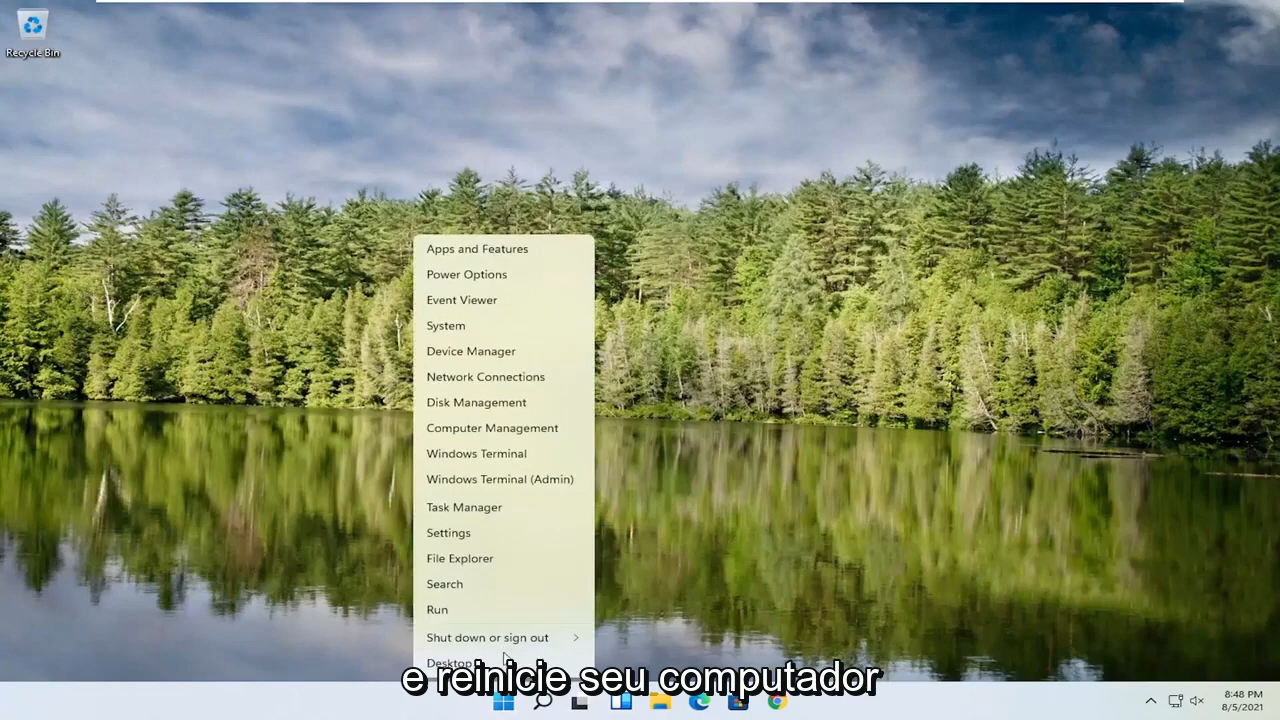 Recycle Bin
Apps and Features
Power Options
Event Viewer
System
Device Manager
Network Connections
Disk Management
Computer Management
Windows Terminal
Windows Terminal (Admin)
Task Manager
Settings
File Explorer
Search
Run
Shut down or sign out
Desktop
e reinicie seu computador
8:48 PM
8/5/2021